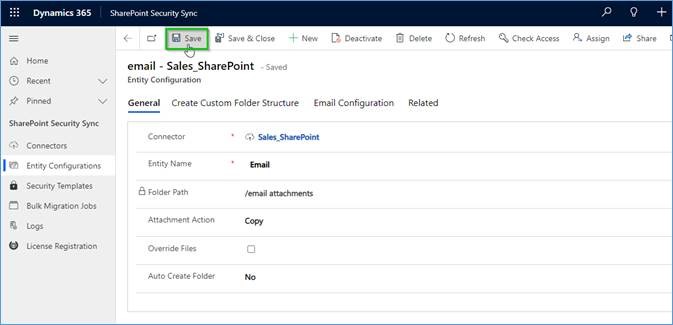 Dynamics 365 SharePoint Security Sync
Save Save & Close New Deactivate Delete Refresh Check Access Assign Share
email - Sales_SharePoint - Saved
Entity Configuration
General Create Custom Folder Structure Email Configuration Related
Home
Recent
Pinned
SharePoint Security Sync
Connectors
Entity Configurations
Security Templates
Bulk Migration Jobs
Logs
License Registration
Connector * Sales_SharePoint
Entity Name * Email
Folder Path /email attachments
Attachment Action Copy
Override Files
Auto Create Folder No